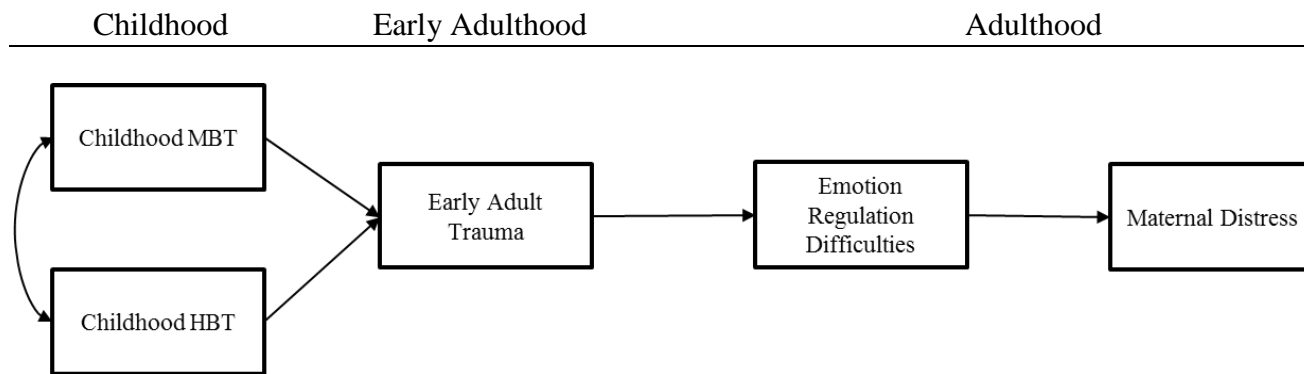 Childhood Early Adulthood Adulthood
Childhood MBT
Early Adult
Trauma
Emotion
Regulation
Difficulties
Maternal Distress
Childhood HBT